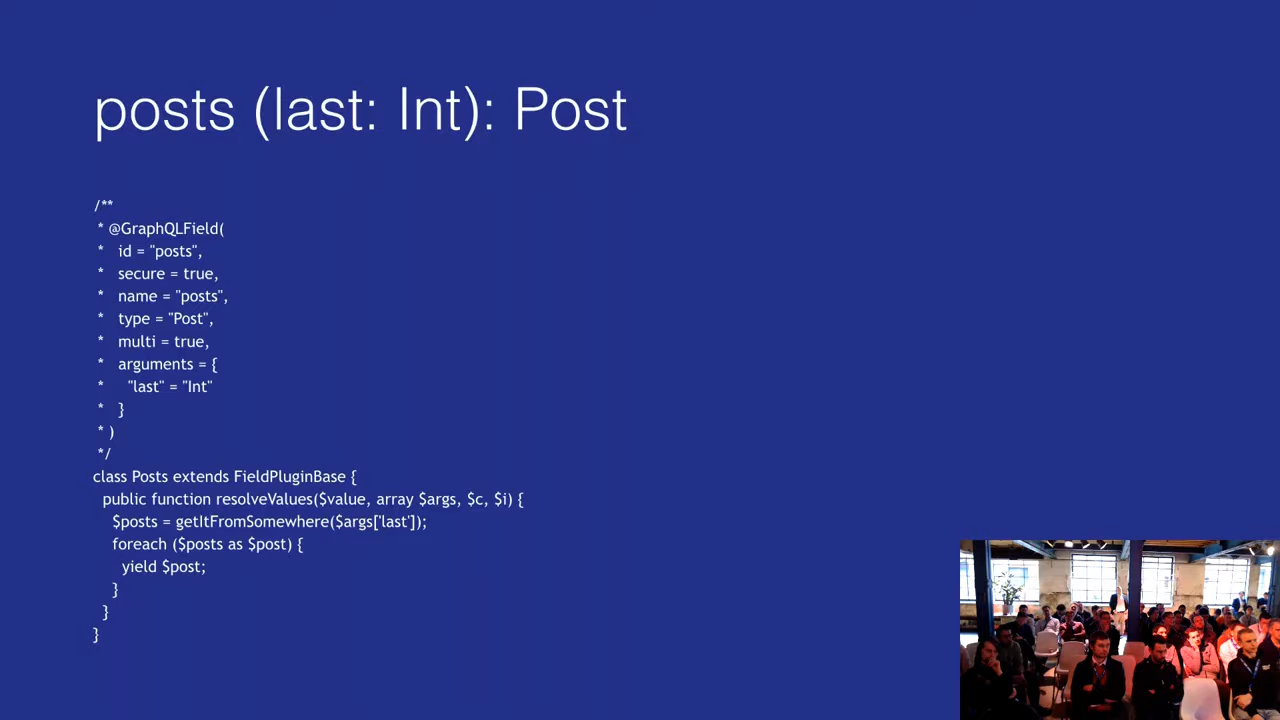 posts (last: Int): Post
/**
* @GraphQLField(
*   id = "posts",
*   secure = true,
*   name = "posts",
*   type = "Post",
*   multi = true,
*   arguments = {
*     "last" = "Int"
*   }
* )
*/
class Posts extends FieldPluginBase {
public function resolveValues($value, array $args, $c, $i) {
$posts = getItFromSomewhere($args['last']);
foreach ($posts as $post) {
yield $post;
}
}
}